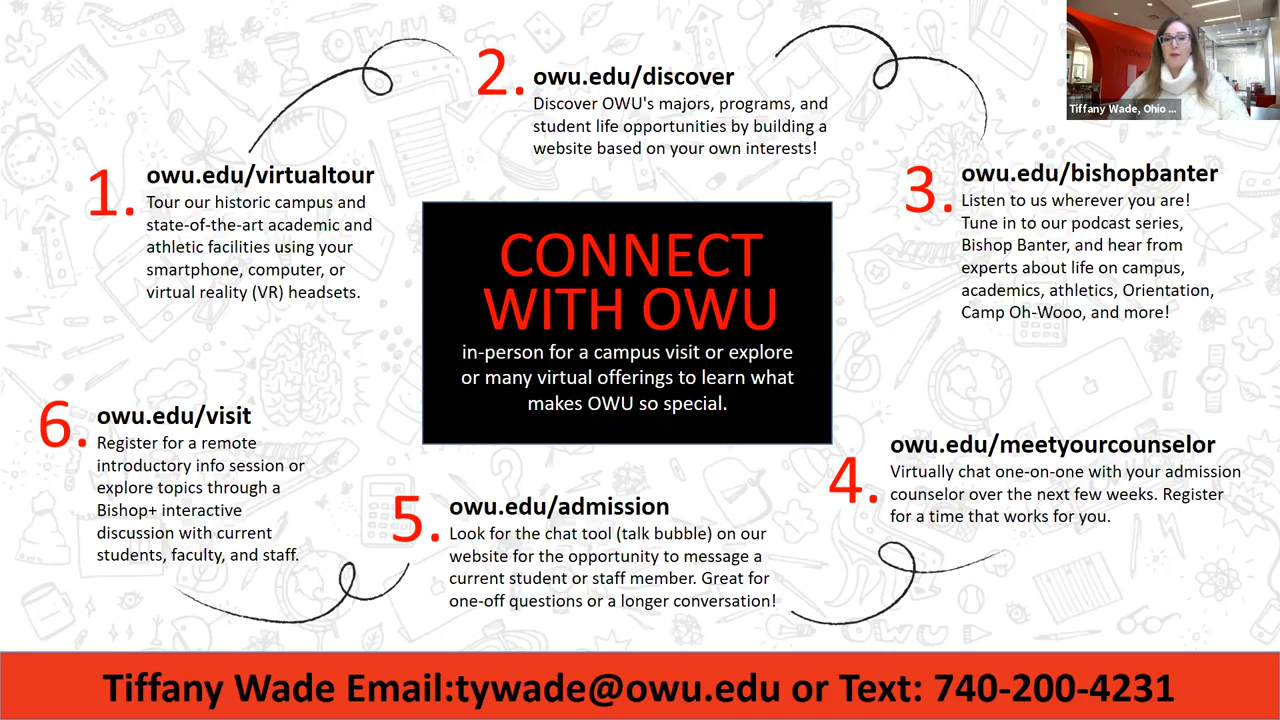 1.
owu.edu/virtualtour
Tour our historic campus and
state-of-the-art academic and
athletic facilities using your
smartphone, computer, or
virtual reality (VR) headsets.
2.
owu.edu/discover
Discover OWU's majors, programs, and
student life opportunities by building a
website based on your own interests!
3.
owu.edu/bishopbanter
Listen to us wherever you are!
Tune in to our podcast series,
Bishop Banter, and hear from
experts about life on campus,
academics, athletics, Orientation,
Camp Oh-Wooo, and more!
CONNECT
WITH OWU
in-person for a campus visit or explore
or many virtual offerings to learn what
makes OWU so special.
4.
owu.edu/meetyourcounselor
Virtually chat one-on-one with your admission
counselor over the next few weeks. Register
for a time that works for you.
5.
owu.edu/admission
Look for the chat tool (talk bubble) on our
website for the opportunity to message a
current student or staff member. Great for
one-off questions or a longer conversation!
6.
owu.edu/visit
Register for a remote
introductory info session or
explore topics through a
Bishop+ interactive
discussion with current
students, faculty, and staff.
Tiffany Wade Email:tywade@owu.edu or Text: 740-200-4231
Tiffany Wade, Ohio ...
OWU
OWU